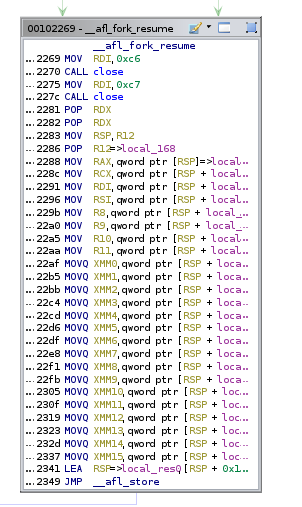 00102269 - __afl_fork_resume
__afl_fork_resume
...2269 MOV RDI,0xc6
...2270 CALL close
...2275 MOV RDI,0xc7
...227c CALL close
...2281 POP RDX
...2282 POP RDX
...2283 MOV RSP,R12
...2286 POP R12=>local_168
...2288 MOV RAX,qword ptr [RSP]=>local...
...228c MOV RCX,qword ptr [RSP + local...
...2291 MOV RDI,qword ptr [RSP + local...
...2296 MOV RSI,qword ptr [RSP + local...
...229b MOV R8,qword ptr [RSP + local_...
...22a0 MOV R9,qword ptr [RSP + local_...
...22a5 MOV R10,qword ptr [RSP + local...
...22aa MOV R11,qword ptr [RSP + local...
...22af MOVQ XMM0,qword ptr [RSP + loca...
...22b5 MOVQ XMM1,qword ptr [RSP + loca...
...22bb MOVQ XMM2,qword ptr [RSP + loca...
...22c4 MOVQ XMM3,qword ptr [RSP + loca...
...22cd MOVQ XMM4,qword ptr [RSP + loca...
...22d6 MOVQ XMM5,qword ptr [RSP + loca...
...22df MOVQ XMM6,qword ptr [RSP + loca...
...22e8 MOVQ XMM7,qword ptr [RSP + loca...
...22f1 MOVQ XMM8,qword ptr [RSP + loca...
...22fb MOVQ XMM9,qword ptr [RSP + loca...
...2305 MOVQ XMM10,qword ptr [RSP + loc...
...230f MOVQ XMM11,qword ptr [RSP + loc...
...2319 MOVQ XMM12,qword ptr [RSP + loc...
...2323 MOVQ XMM13,qword ptr [RSP + loc...
...232d MOVQ XMM14,qword ptr [RSP + loc...
...2337 MOVQ XMM15,qword ptr [RSP + loc...
...2341 LEA RSP=>local_res0,[RSP + 0x1...
...2349 JMP __afl_store